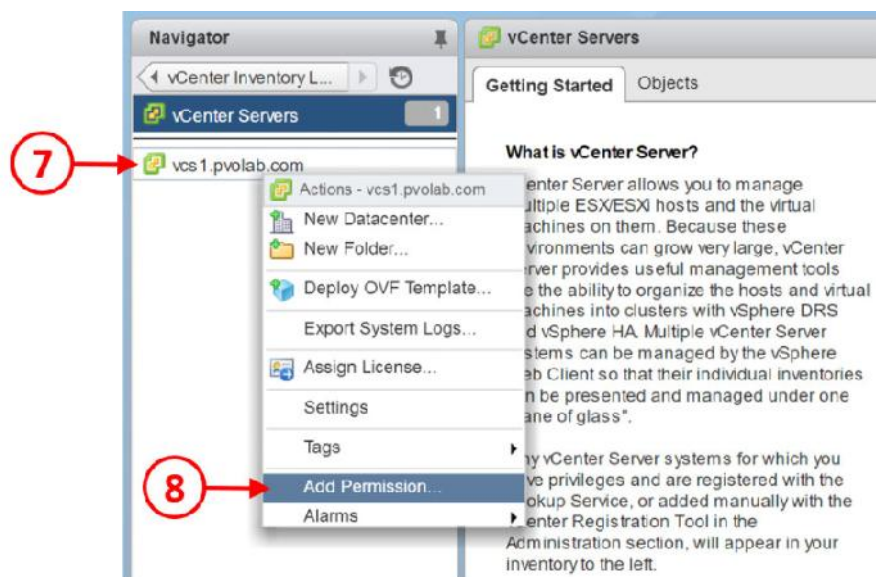 Navigator
vCenter Servers
vCenter Inventory L...
Getting Started
Objects
vCenter Servers
1
What is vCenter Server?
7
vcs1.pvolab.com
enter Server allows you to manage
Actions - vcs1.pvolab.com
ultiple ESX/ESXi hosts and the virtual
New Datacenter...
achines on them. Because these
New Folder...
vironments can grow very large, vCenter
erver provides useful management tools
Deploy OVF Template...
e the ability to organize the hosts and virtual
achines into clusters with vSphere DRS
Export System Logs...
d vSphere HA. Multiple vCenter Server
stems can be managed by the vSphere
Assign License...
eb Client so that their individual inventories
n be presented and managed under one
Settings
ane of glass".
Tags
ny vCenter Server systems for which you
8
Add Permission...
ve privileges and are registered with the
okup Service, or added manually with the
Alarms
enter Registration Tool in the
Administration section, will appear in your
inventory to the left.